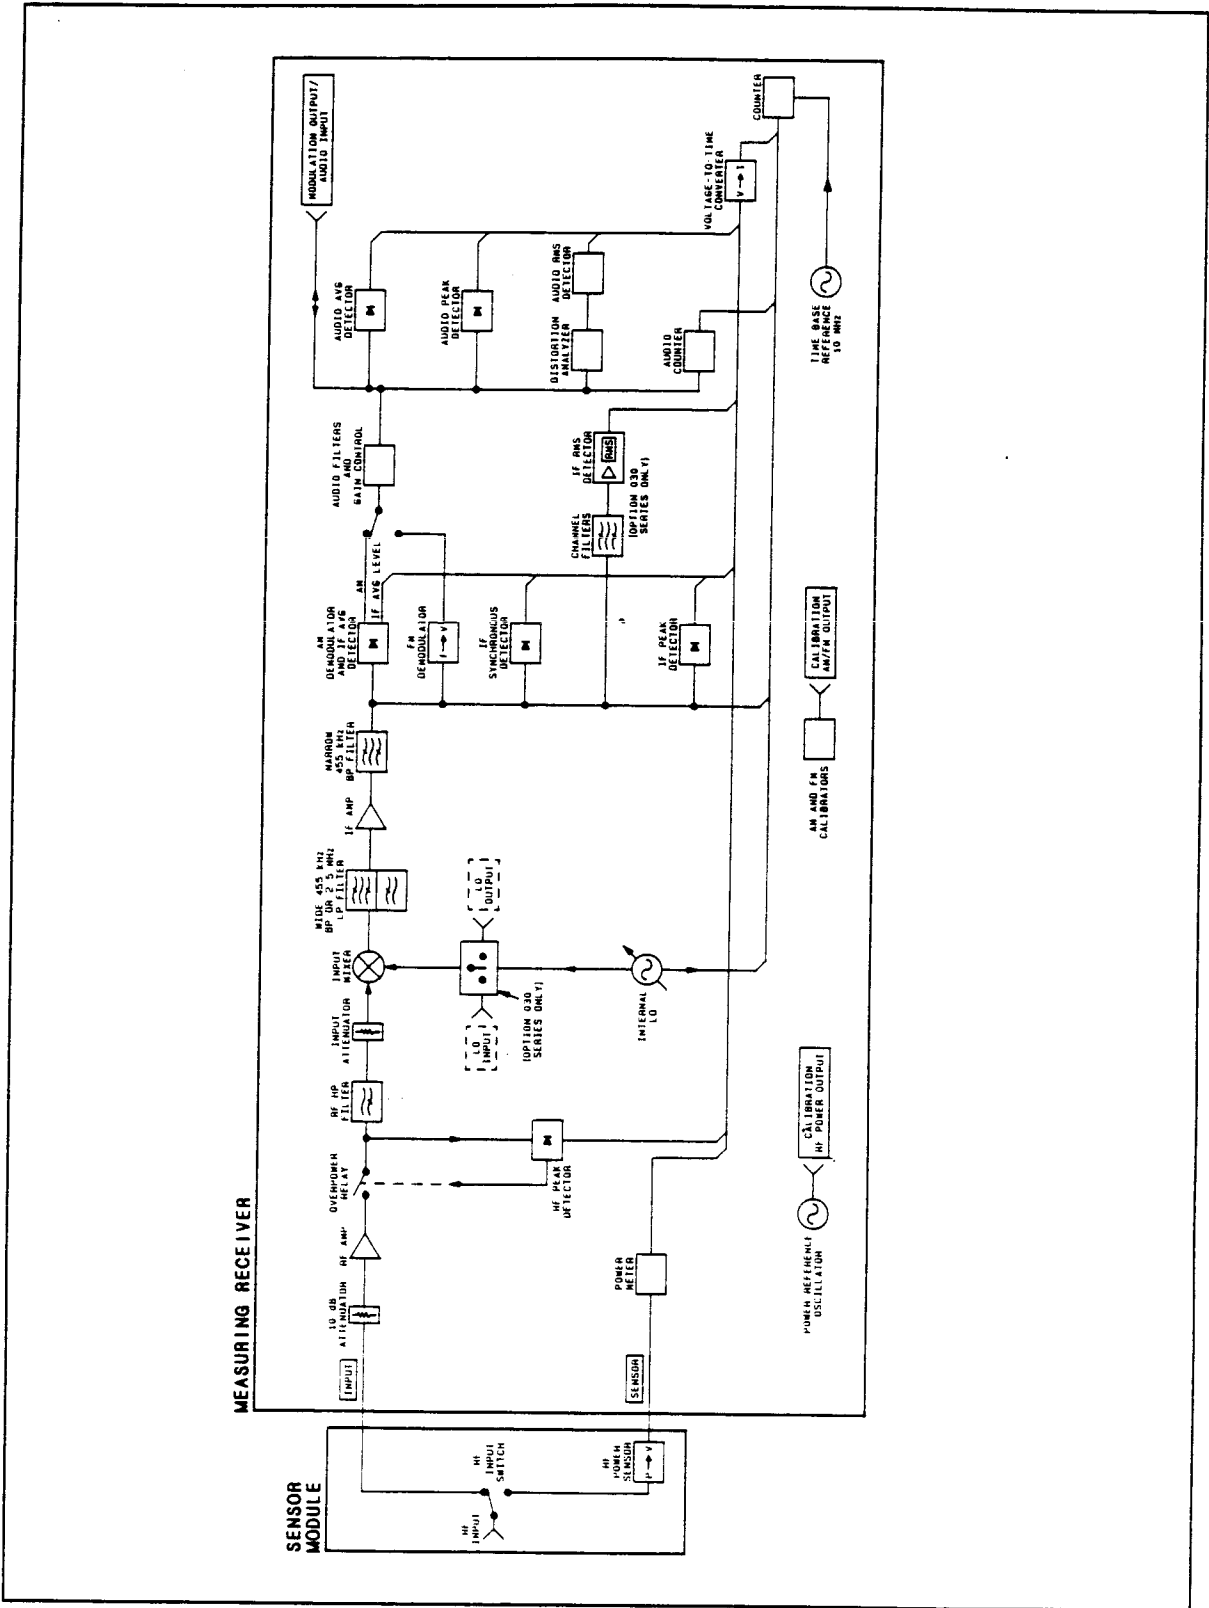 MEASURING RECEIVER
SENSOR
MODULE
RF
INPUT
RF
INPUT
SWITCH
RF
POWER
SENSOR
P → V
INPUT
SENSOR
10 dB
ATTENUATOR
RF AMP
OVERPOWER
RELAY
RF HP
FILTER
INPUT
ATTENUATOR
INPUT
MIXER
WIDE 455 kHz
BP OR 2.5 MHz
LP FILTER
IF AMP
NARROW
455 kHz
BP FILTER
AM
DEMODULATOR
AND IF AVG
DETECTOR
AM
IF AVG LEVEL
AUDIO FILTERS
AND
GAIN CONTROL
MODULATION OUTPUT/
AUDIO INPUT
AUDIO AVG
DETECTOR
AUDIO PEAK
DETECTOR
DISTORTION
ANALYZER
AUDIO RMS
DETECTOR
AUDIO
COUNTER
FM
DEMODULATOR
f → V
IF
SYNCHRONOUS
DETECTOR
CHANNEL
FILTERS
IF RMS
DETECTOR
RMS
(OPTION 030
SERIES ONLY)
IF PEAK
DETECTOR
LO
INPUT
LO
OUTPUT
(OPTION 030
SERIES ONLY)
RF PEAK
DETECTOR
INTERNAL
LO
POWER
METER
VOLTAGE-TO-TIME
CONVERTER
COUNTER
TIME BASE
REFERENCE
10 MHz
POWER REFERENCE
OSCILLATOR
CALIBRATION
RF POWER OUTPUT
AM AND FM
CALIBRATORS
CALIBRATION
AM/FM OUTPUT